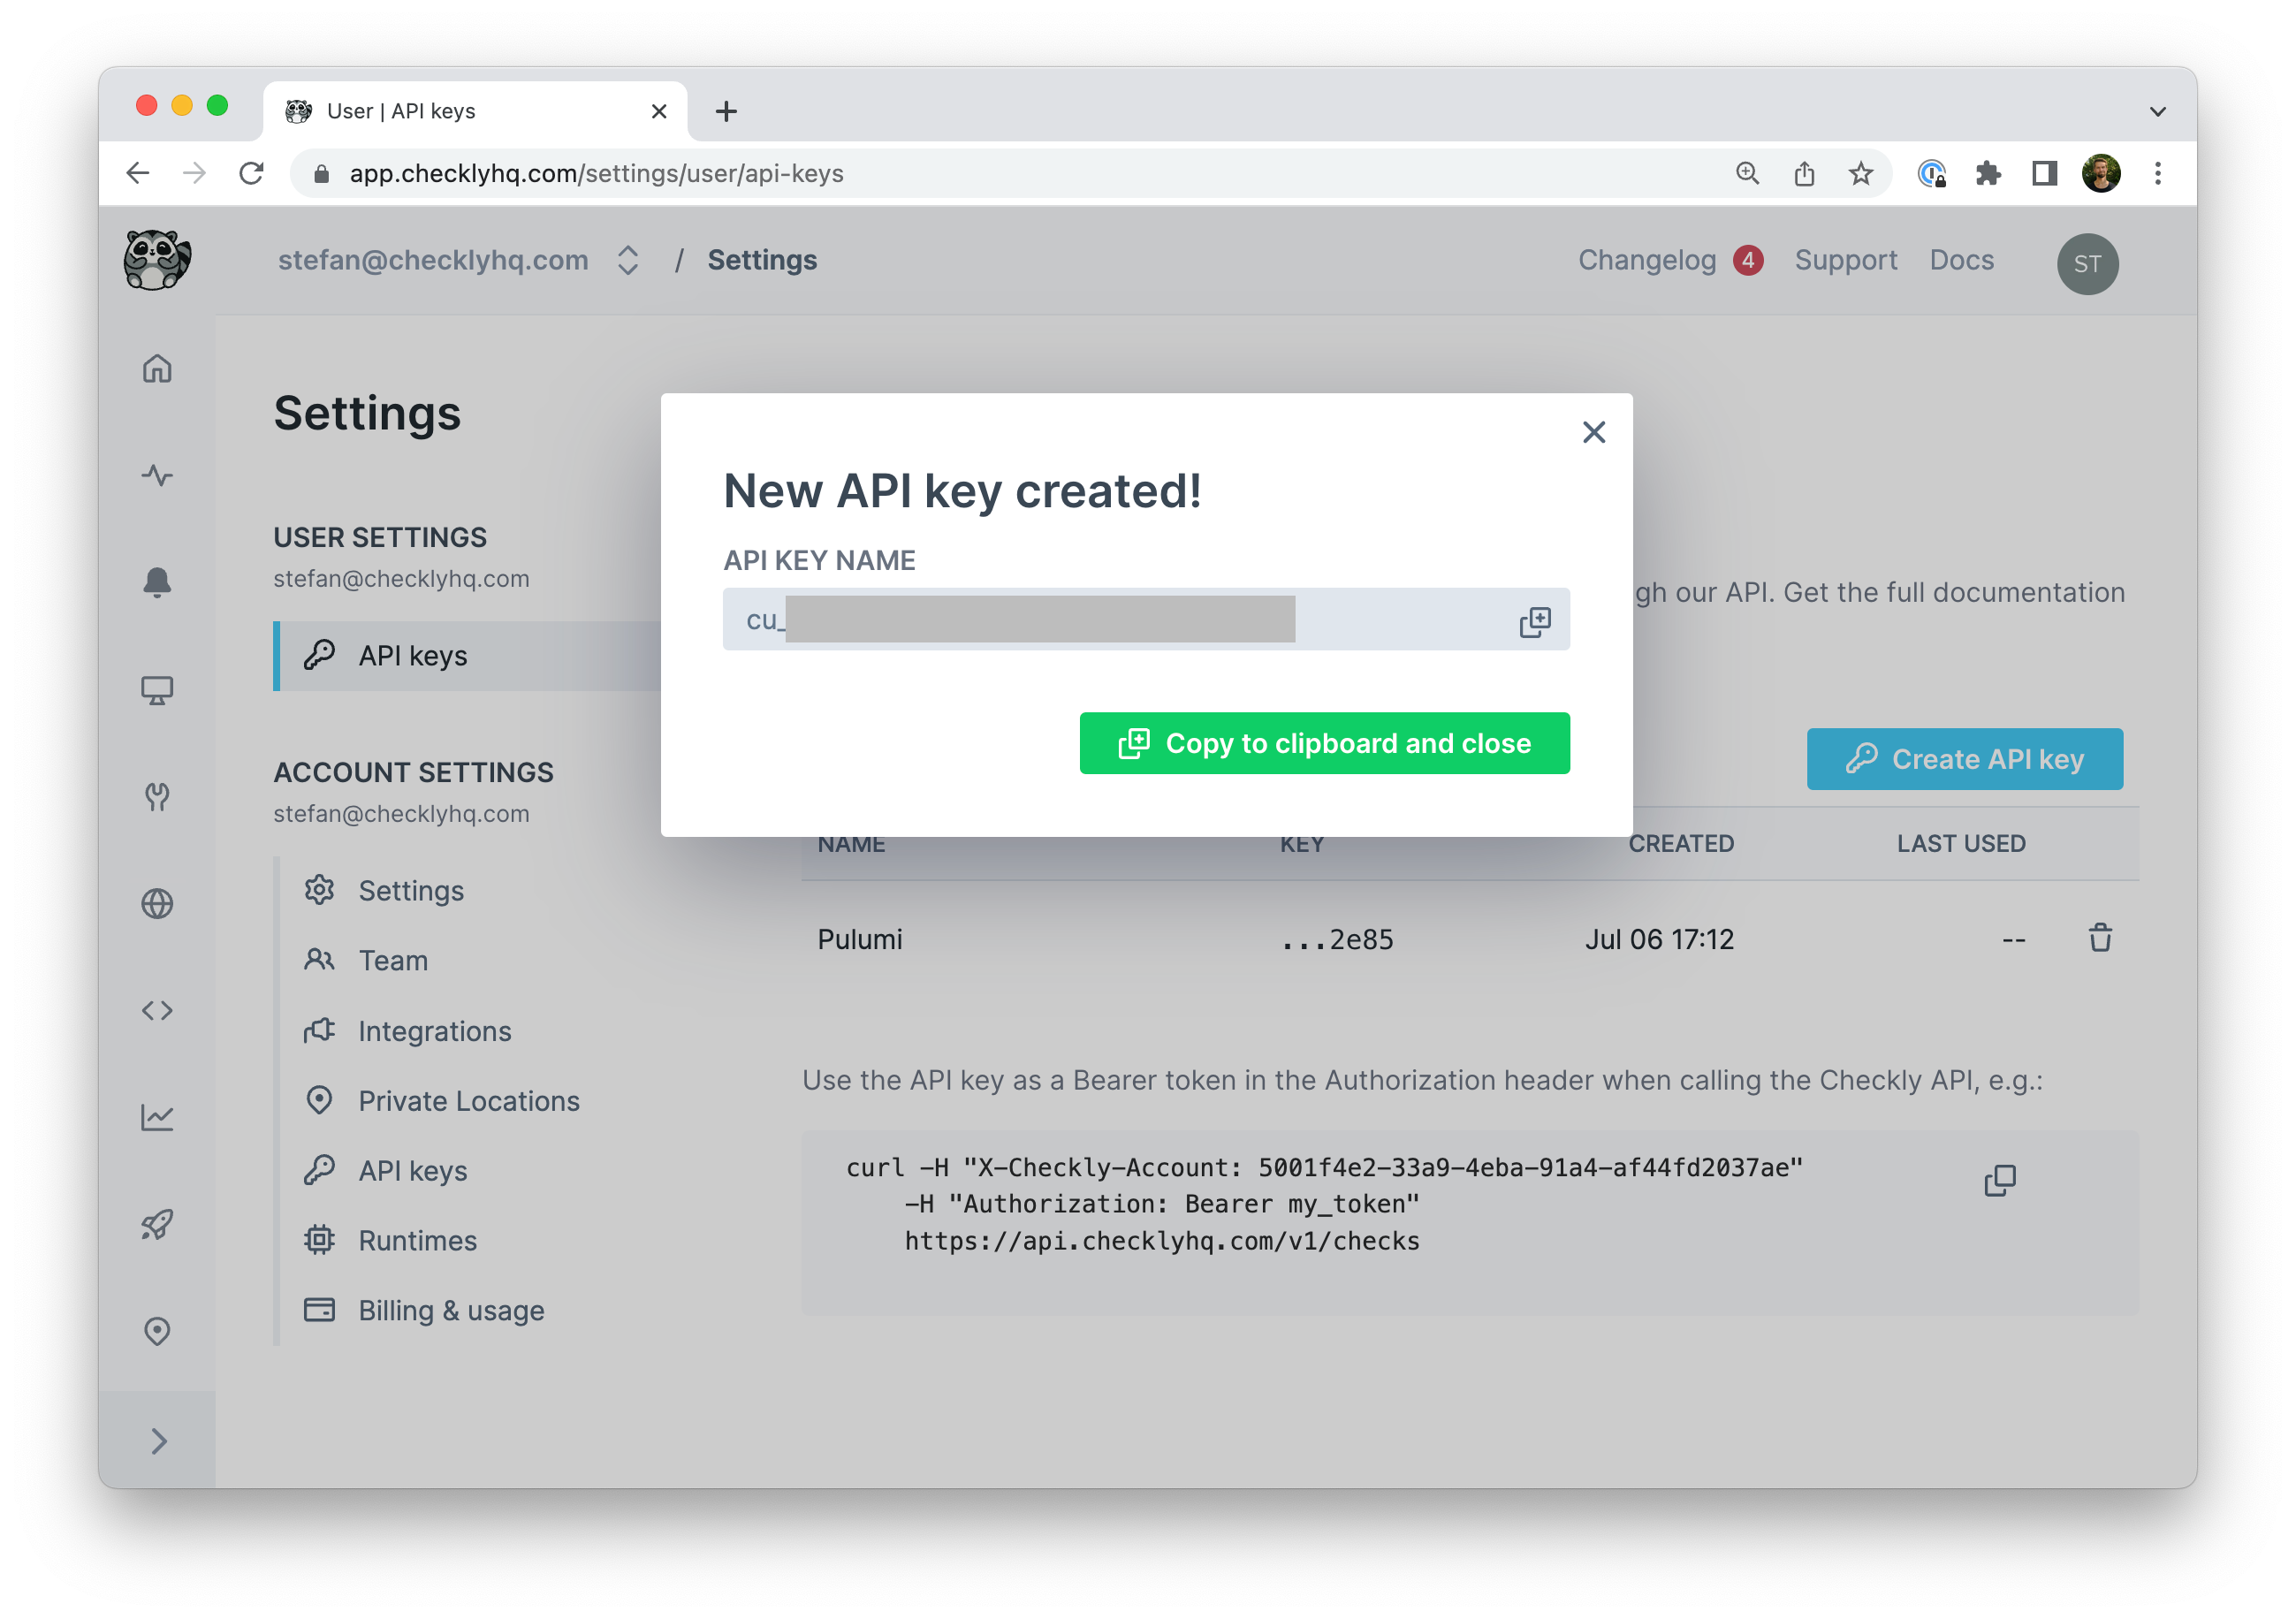 User | API keys
app.checklyhq.com/settings/user/api-keys
stefan@checklyhq.com / Settings
Changelog 4 Support Docs ST
Settings
USER SETTINGS
stefan@checklyhq.com
API keys
ACCOUNT SETTINGS
stefan@checklyhq.com
Settings
Team
Integrations
Private Locations
API keys
Runtimes
Billing & usage
New API key created!
API KEY NAME
cu_
Copy to clipboard and close
gh our API. Get the full documentation
Create API key
NAME KEY CREATED LAST USED
Pulumi ...2e85 Jul 06 17:12 --
Use the API key as a Bearer token in the Authorization header when calling the Checkly API, e.g.:
curl -H "X-Checkly-Account: 5001f4e2-33a9-4eba-91a4-af44fd2037ae"
-H "Authorization: Bearer my_token"
https://api.checklyhq.com/v1/checks